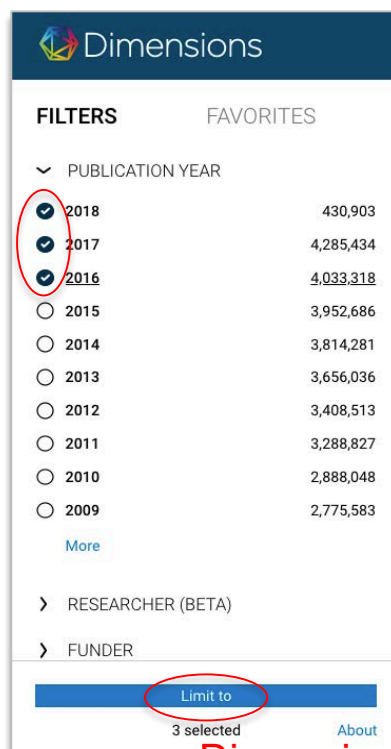 Dimensions
FILTERS FAVORITES
PUBLICATION YEAR
2018 430,903
2017 4,285,434
2016 4,033,318
2015 3,952,686
2014 3,814,281
2013 3,656,036
2012 3,408,513
2011 3,288,827
2010 2,888,048
2009 2,775,583
More
RESEARCHER (BETA)
FUNDER
Limit to
3 selected About